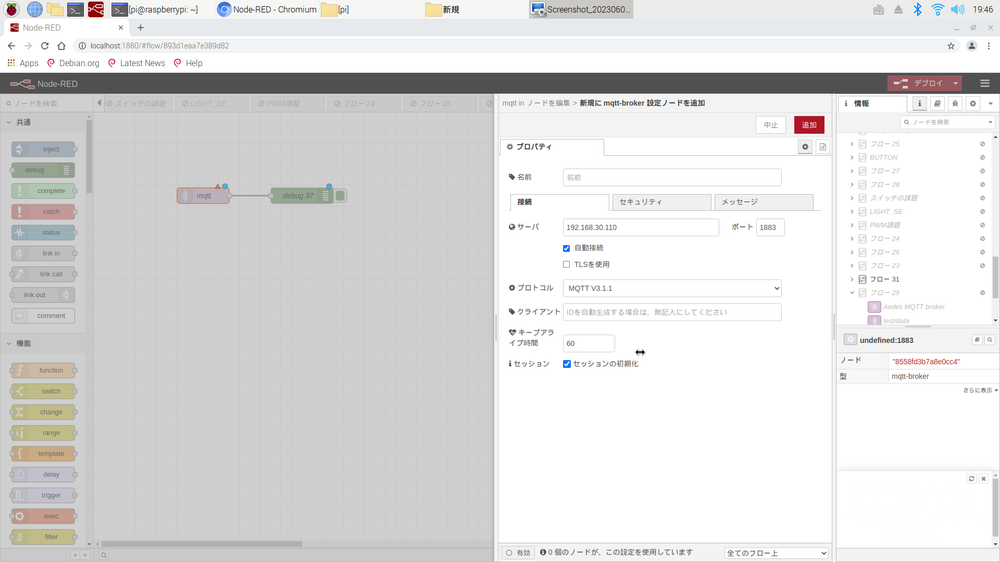 [pi@raspberrypi: ~]
Node-RED - Chromium
[pi]
新規
Screenshot_2023060...
19:46
Node-RED
localhost:1880/#flow/893d1eaa7e389d82
Apps
Debian.org
Latest News
Help
Node-RED
デプロイ
ノードを検索
スイッチの課題
LIGHT_SE
PWM課題
フロー 24
フロー 26
共通
inject
debug
complete
catch
status
link in
link call
link out
comment
機能
function
switch
change
range
template
delay
trigger
exec
filter
mqtt
debug 37
mqtt in ノードを編集 > 新規に mqtt-broker 設定ノードを追加
中止
追加
プロパティ
名前
名前
接続
セキュリティ
メッセージ
サーバ
192.168.30.110
ポート
1883
自動接続
TLSを使用
プロトコル
MQTT V3.1.1
クライアント
IDを自動生成する場合は、無記入にしてください
キープアラ
イブ時間
60
セッション
セッションの初期化
有効
0 個のノードが、この設定を使用しています
全てのフロー上
情報
ノードを検索
フロー 25
BUTTON
フロー 27
フロー 28
スイッチの課題
LIGHT_SE
PWM課題
フロー 24
フロー 26
フロー 23
フロー 31
フロー 29
Aedes MQTT broker
test/data
undefined:1883
ノード
"8558fd3b7a8e0cc4"
型
mqtt-broker
さらに表示